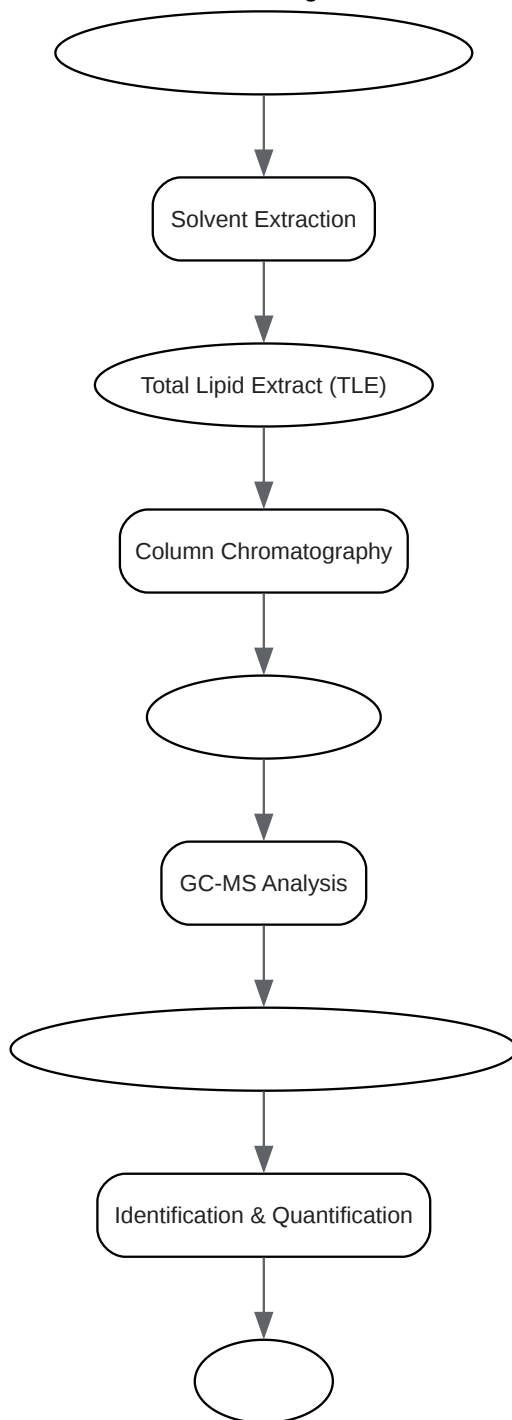 Solvent Extraction
Total Lipid Extract (TLE)
Column Chromatography
GC-MS Analysis
Identification & Quantification